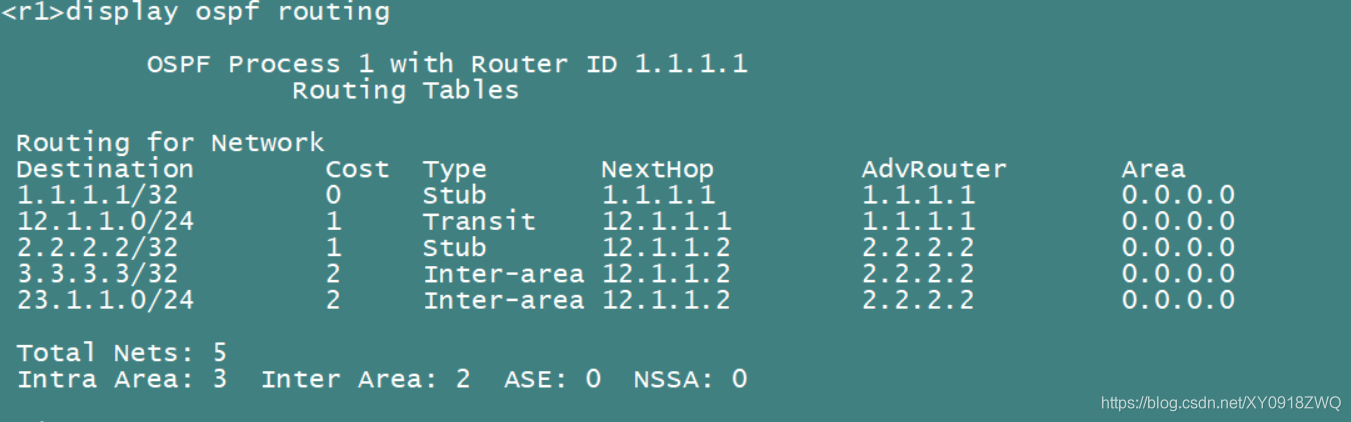 <r1>display ospf routing
OSPF Process 1 with Router ID 1.1.1.1
Routing Tables
Routing for Network
Destination Cost Type NextHop AdvRouter Area
1.1.1.1/32 0 Stub 1.1.1.1 1.1.1.1 0.0.0.0
12.1.1.0/24 1 Transit 12.1.1.1 1.1.1.1 0.0.0.0
2.2.2.2/32 1 Stub 12.1.1.2 2.2.2.2 0.0.0.0
3.3.3.3/32 2 Inter-area 12.1.1.2 2.2.2.2 0.0.0.0
23.1.1.0/24 2 Inter-area 12.1.1.2 2.2.2.2 0.0.0.0
Total Nets: 5
Intra Area: 3 Inter Area: 2 ASE: 0 NSSA: 0
https://blog.csdn.net/XY0918ZWQ